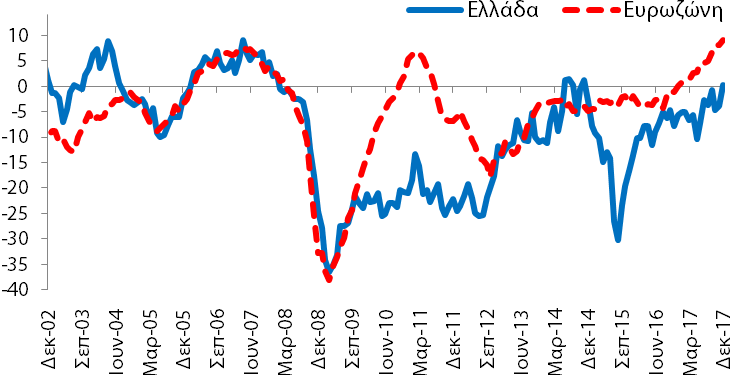 Ελλάδα Ευρωζώνη
10
5
0
-5
-10
-15
-20
-25
-30
-35
-40
Δεκ-02
Σεπ-03
Ιουν-04
Μαρ-05
Δεκ-05
Σεπ-06
Ιουν-07
Μαρ-08
Δεκ-08
Σεπ-09
Ιουν-10
Μαρ-11
Δεκ-11
Σεπ-12
Ιουν-13
Μαρ-14
Δεκ-14
Σεπ-15
Ιουν-16
Μαρ-17
Δεκ-17